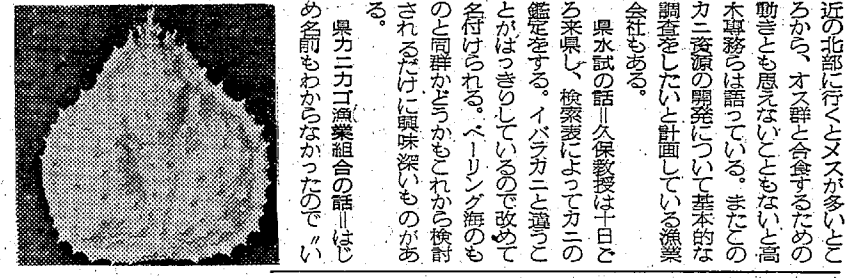 近の北部に行くとメスが多いとこ
ろから、オス群と合食するための
動きとも思えないこともないと高
木専務らは語っている。またこの
カニ資源の開発について基本的な
調査をしたいと計画している漁業
会社もある。
県水試の話＝久保教授は十日ご
ろ来県し、検索表によってカニの
鑑定をする。イバラガニと違うこ
とがはっきりしているので改めて
名付けられる。ベーリング海のも
のと同群かどうかもこれから検討
されるだけに興味深いものがあ
る。
県カニカゴ漁業組合の話＝はじ
め名前もわからなかったので〝い